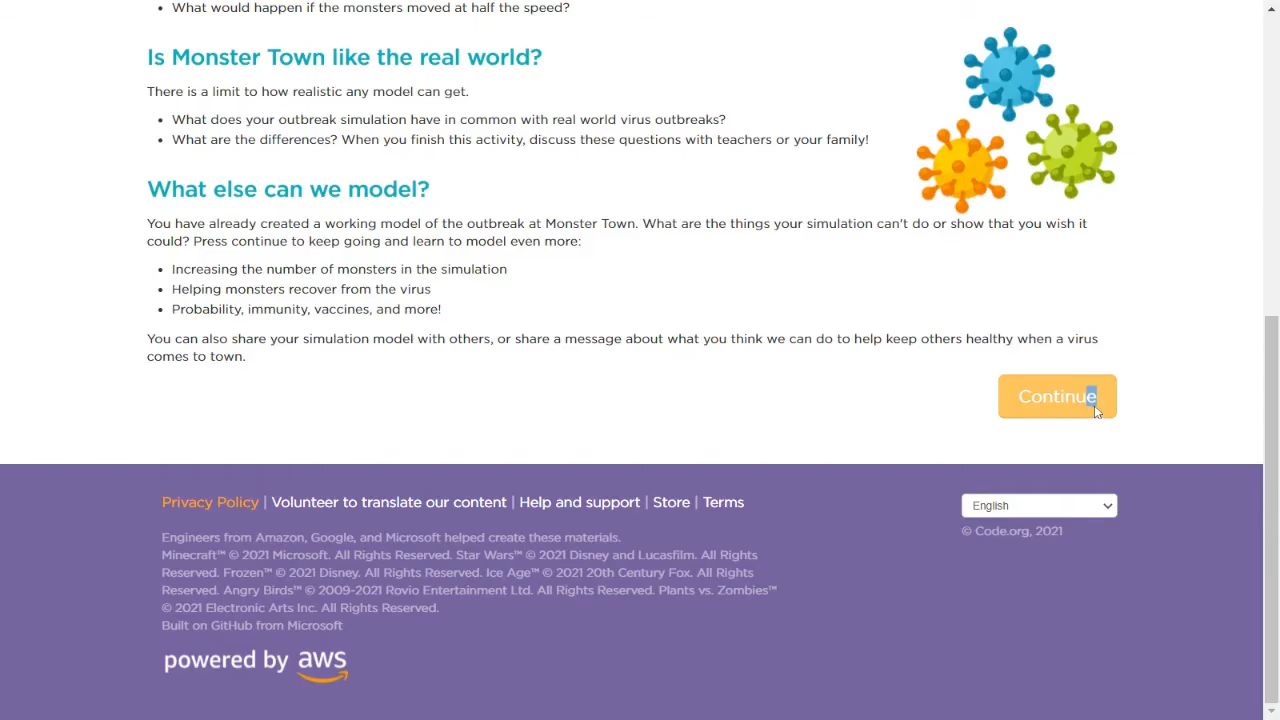 What would happen if the monsters moved at half the speed?
Is Monster Town like the real world?
There is a limit to how realistic any model can get.
What does your outbreak simulation have in common with real world virus outbreaks?
What are the differences? When you finish this activity, discuss these questions with teachers or your family!
What else can we model?
You have already created a working model of the outbreak at Monster Town. What are the things your simulation can't do or show that you wish it
could? Press continue to keep going and learn to model even more:
Increasing the number of monsters in the simulation
Helping monsters recover from the virus
Probability, immunity, vaccines, and more!
You can also share your simulation model with others, or share a message about what you think we can do to help keep others healthy when a virus
comes to town.
Continue
Privacy Policy | Volunteer to translate our content | Help and support | Store | Terms
English
© Code.org, 2021
Engineers from Amazon, Google, and Microsoft helped create these materials.
Minecraft™ © 2021 Microsoft. All Rights Reserved. Star Wars™ © 2021 Disney and Lucasfilm. All Rights
Reserved. Frozen™ © 2021 Disney. All Rights Reserved. Ice Age™ © 2021 20th Century Fox. All Rights
Reserved. Angry Birds™ © 2009-2021 Rovio Entertainment Ltd. All Rights Reserved. Plants vs. Zombies™
© 2021 Electronic Arts Inc. All Rights Reserved.
Built on GitHub from Microsoft
powered by aws